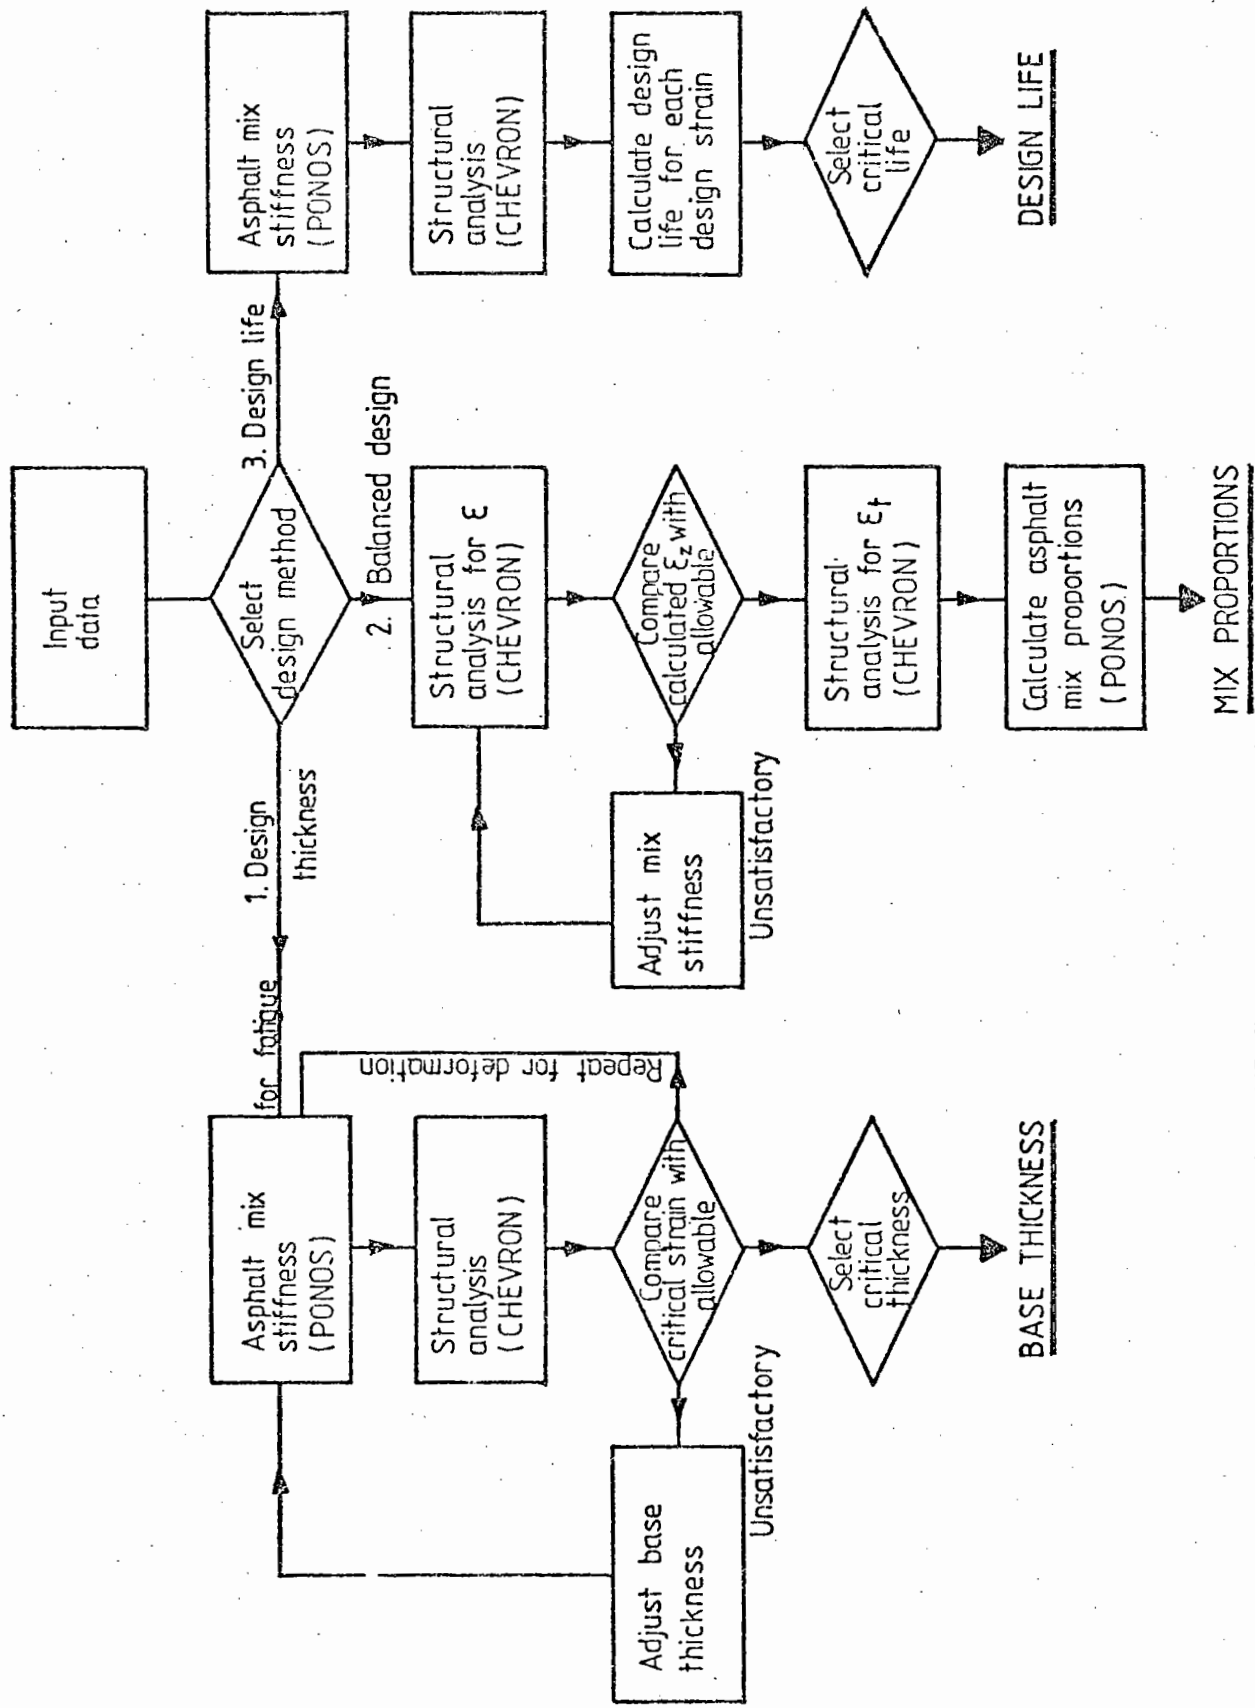 Input
data
Select
design method
1. Design
thickness
for fatigue
Asphalt mix
stiffness
(PONOS)
Structural
analysis
(CHEVRON)
Compare
critical strain with
allowable
Repeat for deformation
Unsatisfactory
Adjust base
thickness
Select
critical
thickness
BASE THICKNESS
2. Balanced design
Structural
analysis for ε
(CHEVRON)
Compare
calculated εz with
allowable
Unsatisfactory
Adjust mix
stiffness
Structural
analysis for εt
(CHEVRON)
Calculate asphalt
mix proportions
(PONOS)
MIX PROPORTIONS
3. Design life
Asphalt mix
stiffness
(PONOS)
Structural
analysis
(CHEVRON)
Calculate design
life for each
design strain
Select
critical
life
DESIGN LIFE